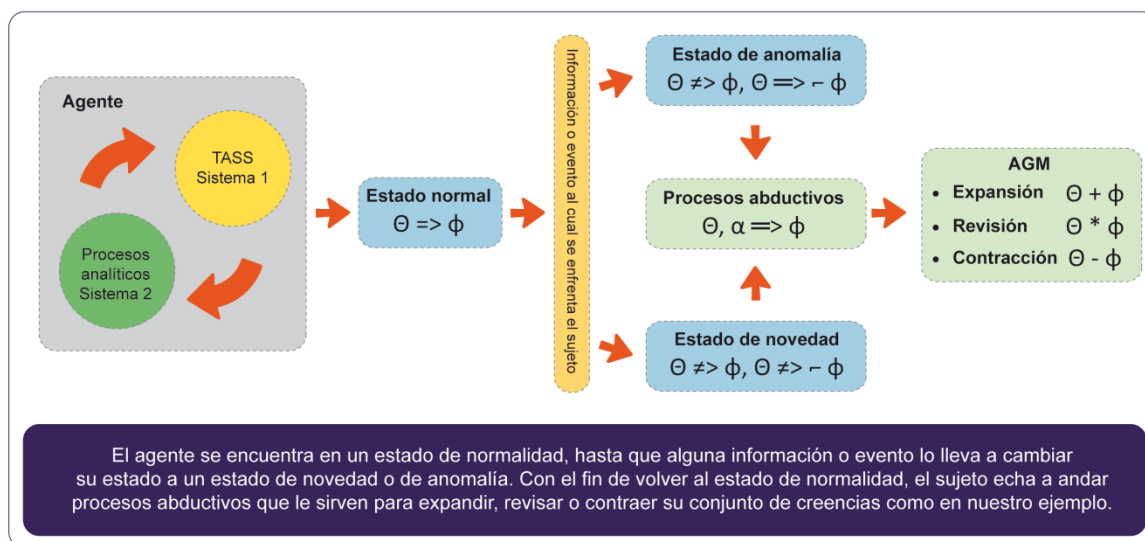 Agente
TASS
Sistema 1
Procesos
analíticos
Sistema 2
Estado normal
Θ => ϕ
Información o evento al cual se enfrenta el sujeto
Estado de anomalía
Θ ≠> ϕ, Θ => ⌐ ϕ
Procesos abductivos
Θ, α => ϕ
Estado de novedad
Θ ≠> ϕ, Θ ≠> ⌐ ϕ
AGM
• Expansión Θ + ϕ
• Revisión Θ * ϕ
• Contracción Θ - ϕ
El agente se encuentra en un estado de normalidad, hasta que alguna información o evento lo lleva a cambiar
su estado a un estado de novedad o de anomalía. Con el fin de volver al estado de normalidad, el sujeto echa a andar
procesos abductivos que le sirven para expandir, revisar o contraer su conjunto de creencias como en nuestro ejemplo.